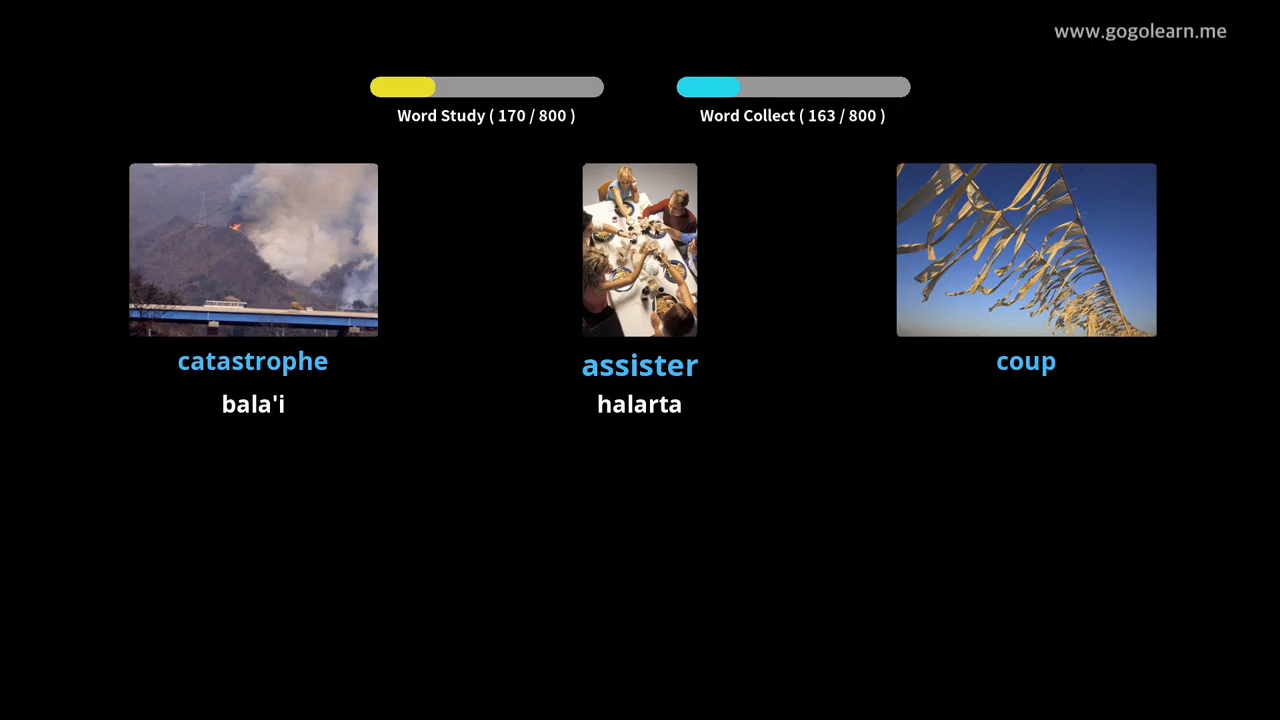 www.gogolearn.me
Word Study ( 170 / 800 )
Word Collect ( 163 / 800 )
catastrophe
assister
coup
bala'i
halarta